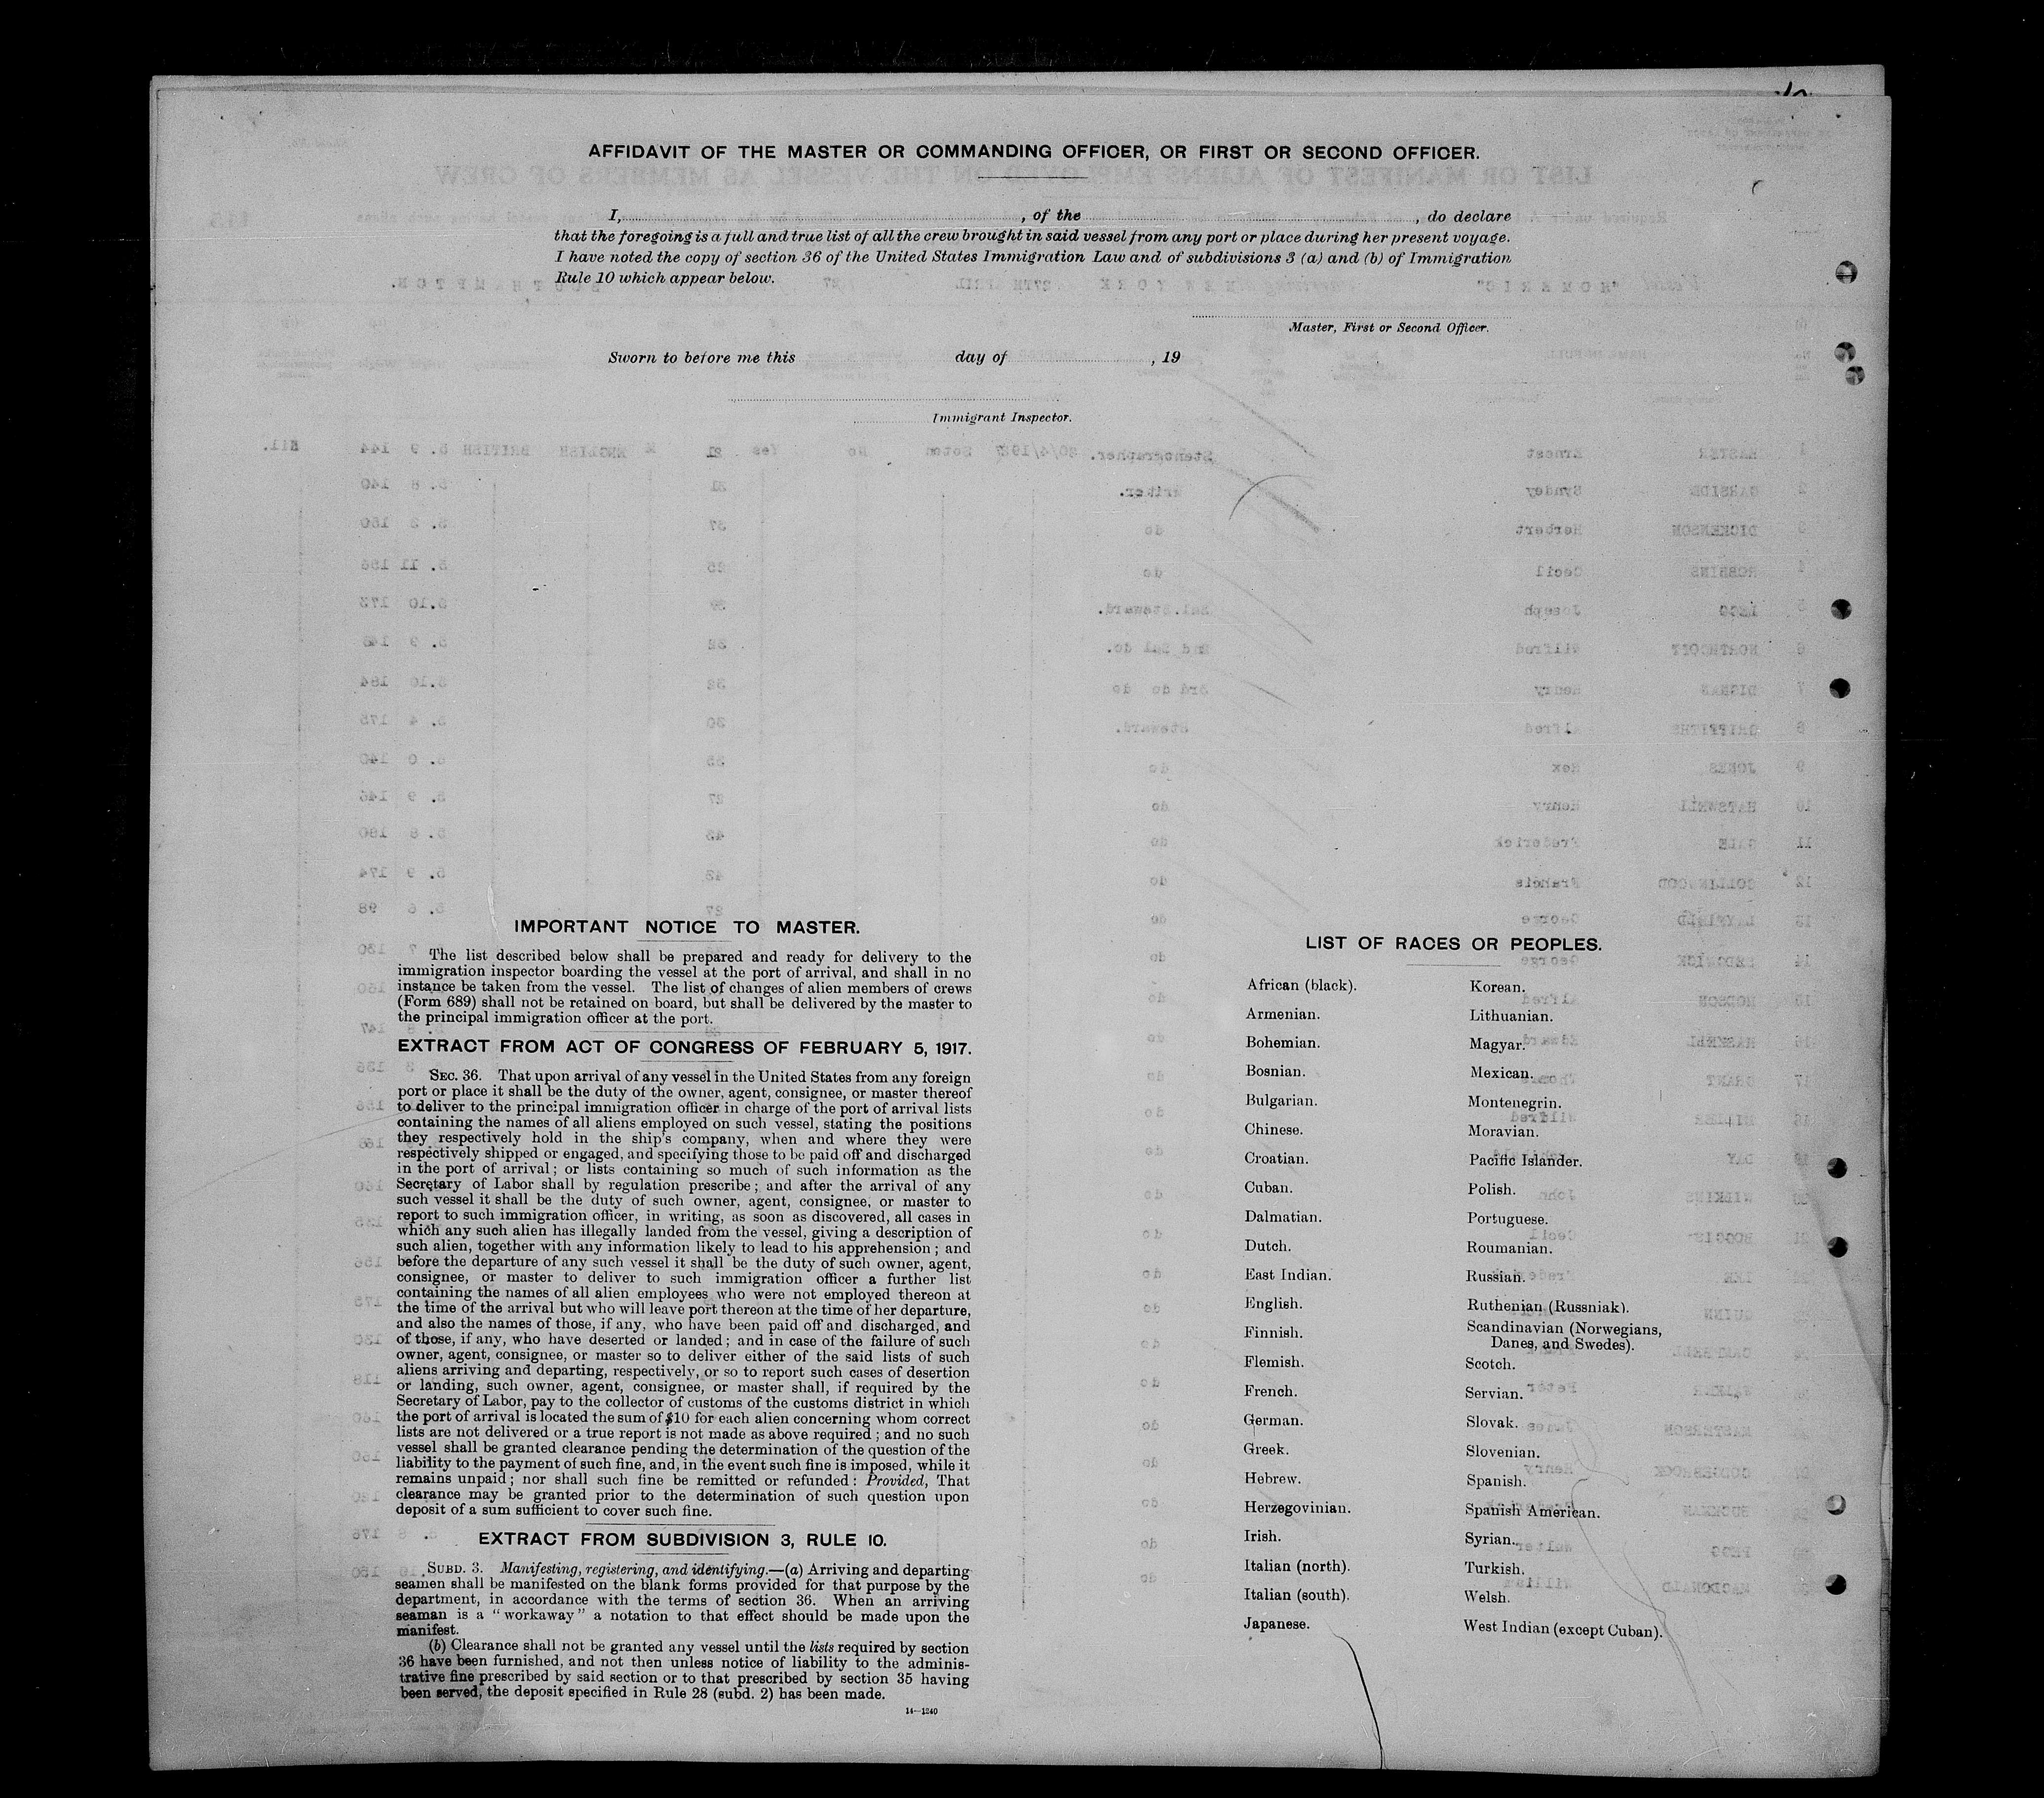 AFFIDAVIT OF THE MASTER OR COMMANDING OFFICER, OR FIRST OR SECOND OFFICER.
I, , of the , do declare
that the foregoing is a full and true list of all the crew brought in said vessel from any port or place during her present voyage.
I have noted the copy of section 36 of the United States Immigration Law and of subdivisions 3 (a) and (b) of Immigration
Rule 10 which appear below.
Master, First or Second Officer.
Sworn to before me this day of , 19
Immigrant Inspector.
IMPORTANT NOTICE TO MASTER.
The list described below shall be prepared and ready for delivery to the
immigration inspector boarding the vessel at the port of arrival, and shall in no
instance be taken from the vessel. The list of changes of alien members of crews
(Form 689) shall not be retained on board, but shall be delivered by the master to
the principal immigration officer at the port.
EXTRACT FROM ACT OF CONGRESS OF FEBRUARY 5, 1917.
SEC. 36. That upon arrival of any vessel in the United States from any foreign
port or place it shall be the duty of the owner, agent, consignee, or master thereof
to deliver to the principal immigration officer in charge of the port of arrival lists
containing the names of all aliens employed on such vessel, stating the positions
they respectively hold in the ship's company, when and where they were
respectively shipped or engaged, and specifying those to be paid off and discharged
in the port of arrival; or lists containing so much of such information as the
Secretary of Labor shall by regulation prescribe; and after the arrival of any
such vessel it shall be the duty of such owner, agent, consignee, or master to
report to such immigration officer, in writing, as soon as discovered, all cases in
which any such alien has illegally landed from the vessel, giving a description of
such alien, together with any information likely to lead to his apprehension; and
before the departure of any such vessel it shall be the duty of such owner, agent,
consignee, or master to deliver to such immigration officer a further list
containing the names of all alien employees who were not employed thereon at
the time of the arrival but who will leave port thereon at the time of her departure,
and also the names of those, if any, who have been paid off and discharged, and
of those, if any, who have deserted or landed; and in case of the failure of such
owner, agent, consignee, or master so to deliver either of the said lists of such
aliens arriving and departing, respectively, or so to report such cases of desertion
or landing, such owner, agent, consignee, or master shall, if required by the
Secretary of Labor, pay to the collector of customs of the customs district in which
the port of arrival is located the sum of $10 for each alien concerning whom correct
lists are not delivered or a true report is not made as above required; and no such
vessel shall be granted clearance pending the determination of the question of the
liability to the payment of such fine, and, in the event such fine is imposed, while it
remains unpaid; nor shall such fine be remitted or refunded: Provided, That
clearance may be granted prior to the determination of such question upon
deposit of a sum sufficient to cover such fine.
EXTRACT FROM SUBDIVISION 3, RULE 10.
SUBD. 3. Manifesting, registering, and identifying.—(a) Arriving and departing
seamen shall be manifested on the blank forms provided for that purpose by the
department, in accordance with the terms of section 36. When an arriving
seaman is a "workaway" a notation to that effect should be made upon the
manifest.
(b) Clearance shall not be granted any vessel until the lists required by section
36 have been furnished, and not then unless notice of liability to the adminis-
trative fine prescribed by said section or to that prescribed by section 35 having
been served, the deposit specified in Rule 28 (subd. 2) has been made.
14—1240
LIST OF RACES OR PEOPLES.
African (black).
Armenian.
Bohemian.
Bosnian.
Bulgarian.
Chinese.
Croatian.
Cuban.
Dalmatian.
Dutch.
East Indian.
English.
Finnish.
Flemish.
French.
German.
Greek.
Hebrew.
Herzegovinian.
Irish.
Italian (north).
Italian (south).
Japanese.
Korean.
Lithuanian.
Magyar.
Mexican.
Montenegrin.
Moravian.
Pacific Islander.
Polish.
Portuguese.
Roumanian.
Russian.
Ruthenian (Russniak).
Scandinavian (Norwegians,
Danes, and Swedes).
Scotch.
Servian.
Slovak.
Slovenian.
Spanish.
Spanish American.
Syrian.
Turkish.
Welsh.
West Indian (except Cuban).